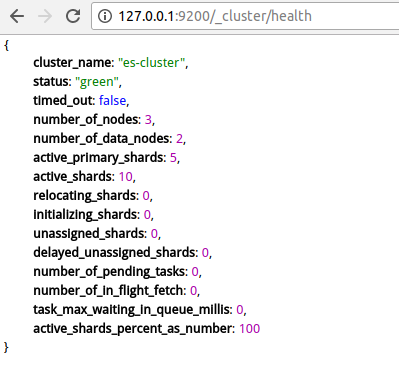 127.0.0.1:9200/_cluster/health
{
cluster_name: "es-cluster",
status: "green",
timed_out: false,
number_of_nodes: 3,
number_of_data_nodes: 2,
active_primary_shards: 5,
active_shards: 10,
relocating_shards: 0,
initializing_shards: 0,
unassigned_shards: 0,
delayed_unassigned_shards: 0,
number_of_pending_tasks: 0,
number_of_in_flight_fetch: 0,
task_max_waiting_in_queue_millis: 0,
active_shards_percent_as_number: 100
}